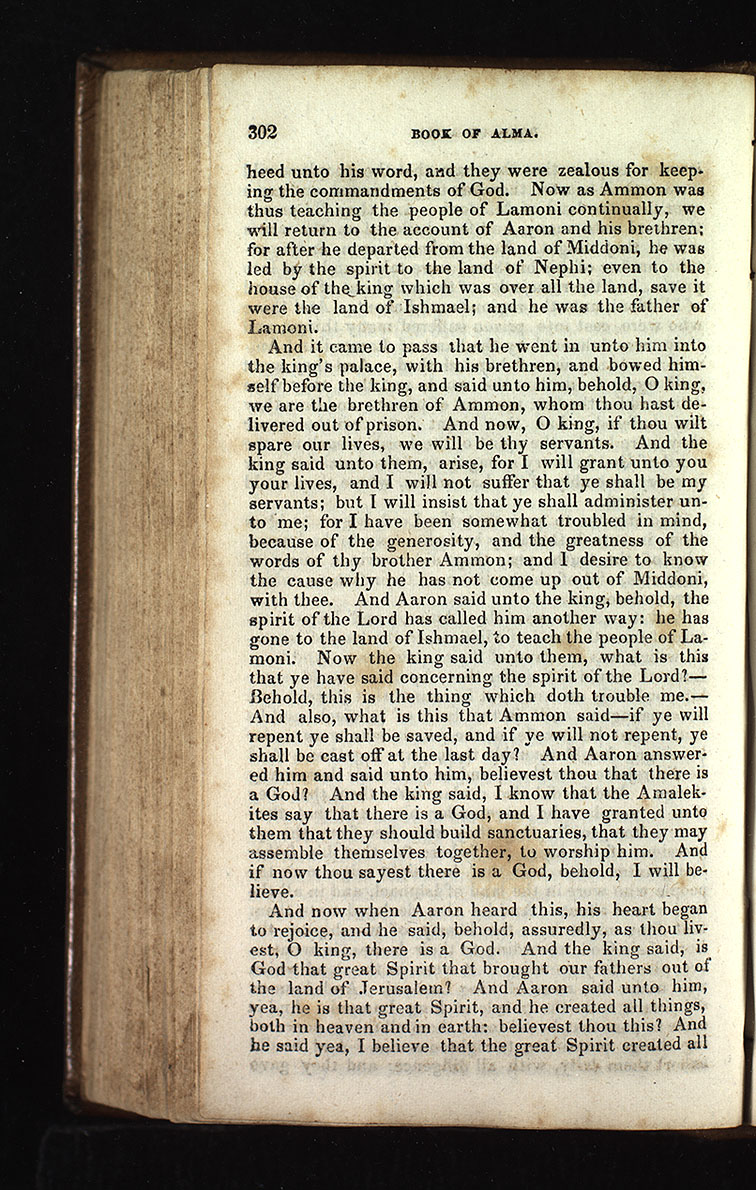 302 BOOK OF ALMA.
heed unto his word, and they were zealous for keep-
ing the commandments of God. Now as Ammon was
thus teaching the people of Lamoni continually, we
will return to the account of Aaron and his brethren;
for after he departed from the land of Middoni, he was
led by the spirit to the land of Nephi; even to the
house of the king which was over all the land, save it
were the land of Ishmael; and he was the father of
Lamoni.
And it came to pass that he went in unto him into
the king's palace, with his brethren, and bowed him-
self before the king, and said unto him, behold, O king,
we are the brethren of Ammon, whom thou hast de-
livered out of prison. And now, O king, if thou wilt
spare our lives, we will be thy servants. And the
king said unto them, arise, for I will grant unto you
your lives, and I will not suffer that ye shall be my
servants; but I will insist that ye shall administer un-
to me; for I have been somewhat troubled in mind,
because of the generosity, and the greatness of the
words of thy brother Ammon; and I desire to know
the cause why he has not come up out of Middoni,
with thee. And Aaron said unto the king, behold, the
spirit of the Lord has called him another way: he has
gone to the land of Ishmael, to teach the people of La-
moni. Now the king said unto them, what is this
that ye have said concerning the spirit of the Lord?—
Behold, this is the thing which doth trouble me.—
And also, what is this that Ammon said—if ye will
repent ye shall be saved, and if ye will not repent, ye
shall be cast off at the last day? And Aaron answer-
ed him and said unto him, believest thou that there is
a God? And the king said, I know that the Amalek-
ites say that there is a God, and I have granted unto
them that they should build sanctuaries, that they may
assemble themselves together, to worship him. And
if now thou sayest there is a God, behold, I will be-
lieve.
And now when Aaron heard this, his heart began
to rejoice, and he said, behold, assuredly, as thou liv-
est, O king, there is a God. And the king said, is
God that great Spirit that brought our fathers out of
the land of Jerusalem? And Aaron said unto him,
yea, he is that great Spirit, and he created all things,
both in heaven and in earth: believest thou this? And
he said yea, I believe that the great Spirit created all